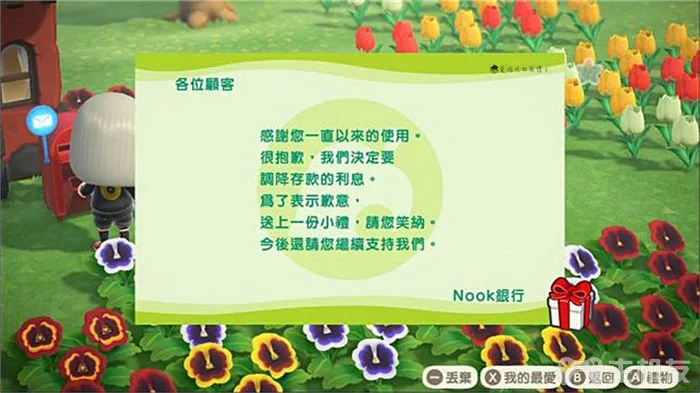 各位顧客
感謝您一直以來的使用。
很抱歉，我們決定要
調降存款的利息。
為了表示歉意，
送上一份小禮，請您笑納。
今後還請您繼續支持我們。
Nook銀行
丟棄
X 我的最愛
B 返回
A 禮物